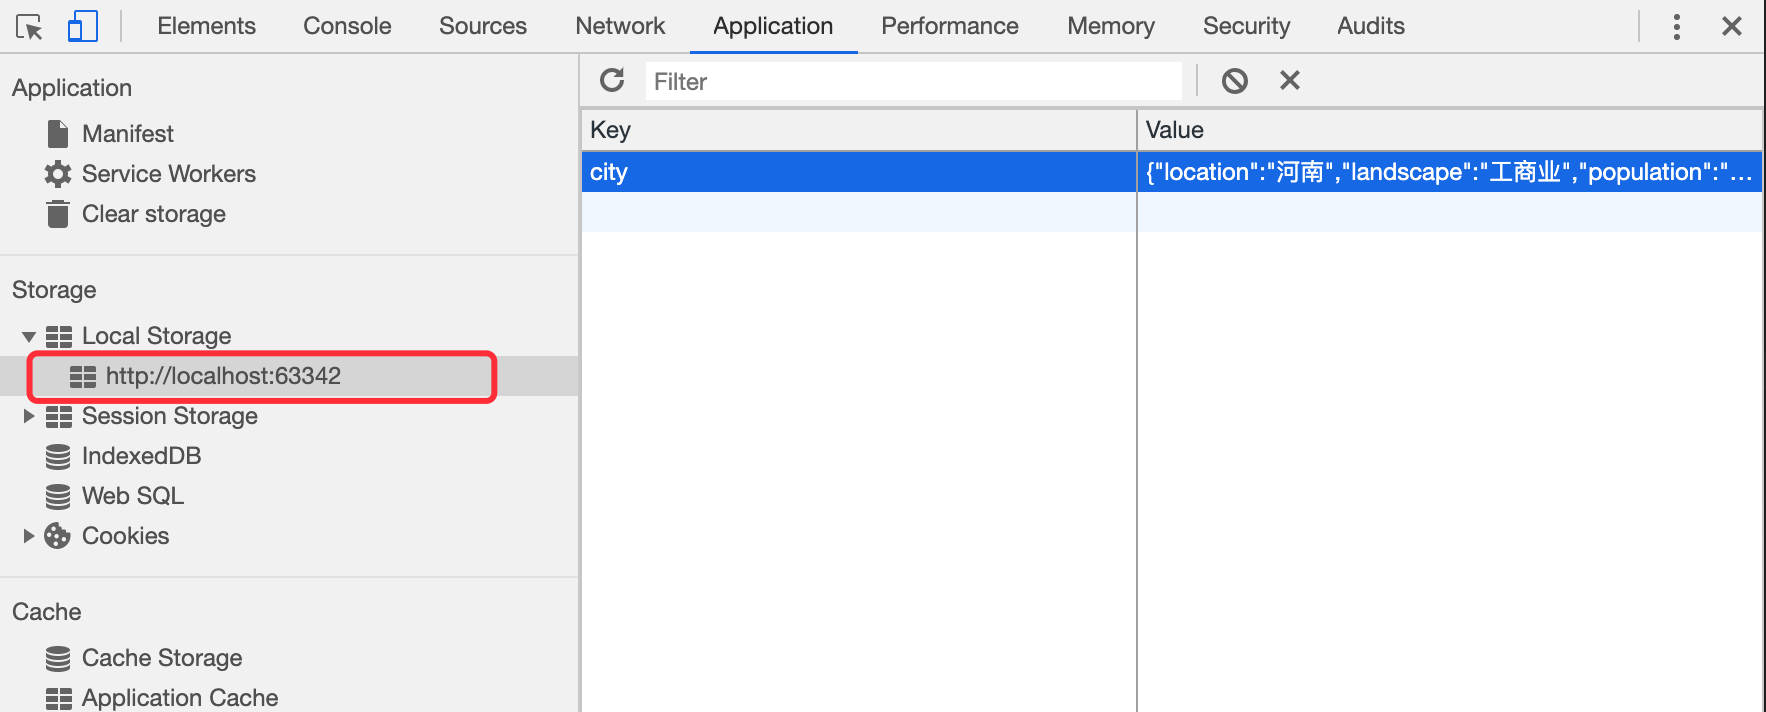 Elements Console Sources Network Application Performance Memory Security Audits
Application
Manifest
Service Workers
Clear storage
Storage
Local Storage
http://localhost:63342
Session Storage
IndexedDB
Web SQL
Cookies
Cache
Cache Storage
Application Cache
Filter
Key Value
city {"location":"河南","landscape":"工商业","population":"...